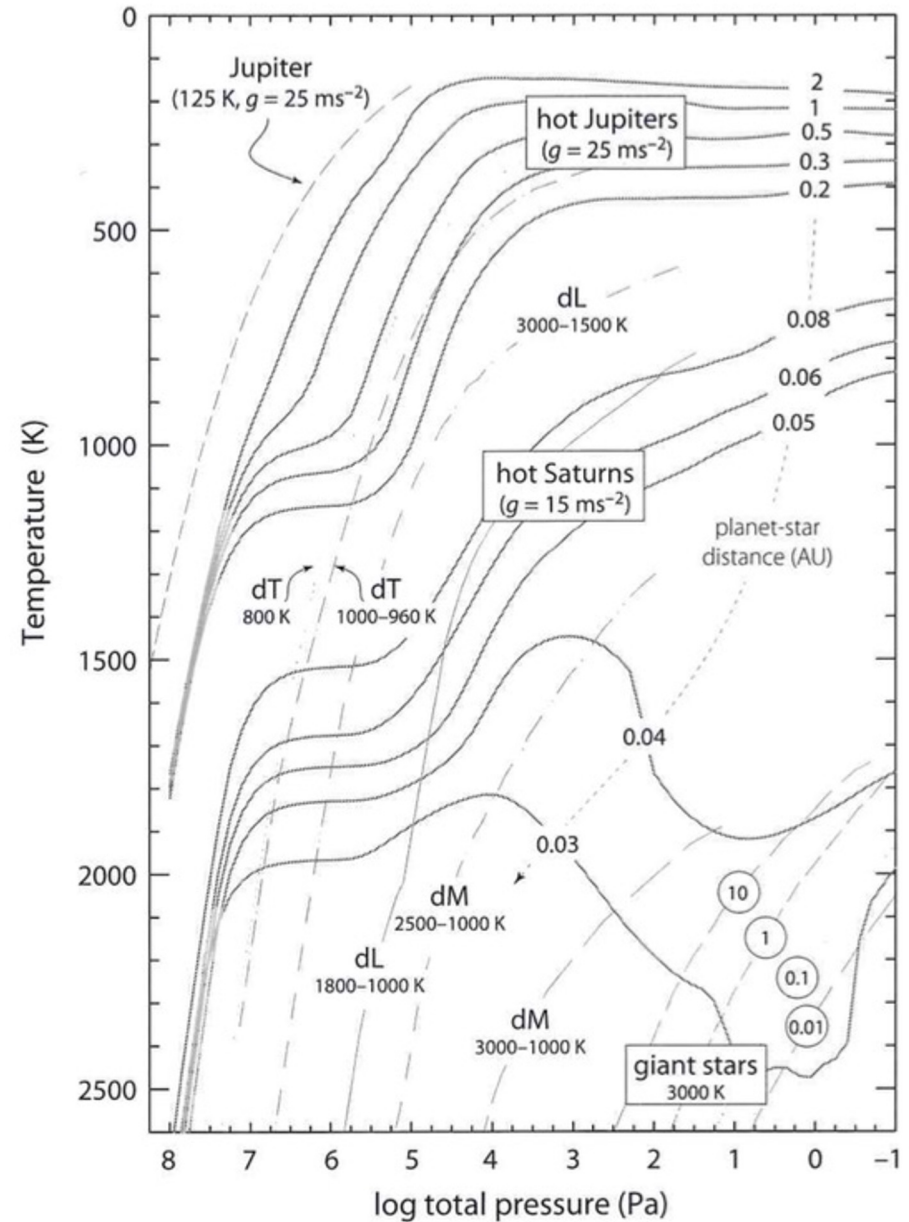 0
Jupiter
(125 K, g = 25 ms⁻²)
2
1
hot Jupiters
(g = 25 ms⁻²)
0.5
0.3
0.2
500
dL
3000–1500 K
0.08
0.06
0.05
1000
hot Saturns
(g = 15 ms⁻²)
planet-star
distance (AU)
dT
800 K
dT
1000–960 K
Temperature (K)
1500
0.04
0.03
2000
dM
2500–1000 K
10
1
0.1
0.01
dL
1800–1000 K
dM
3000–1000 K
giant stars
3000 K
2500
8 7 6 5 4 3 2 1 0 –1
log total pressure (Pa)